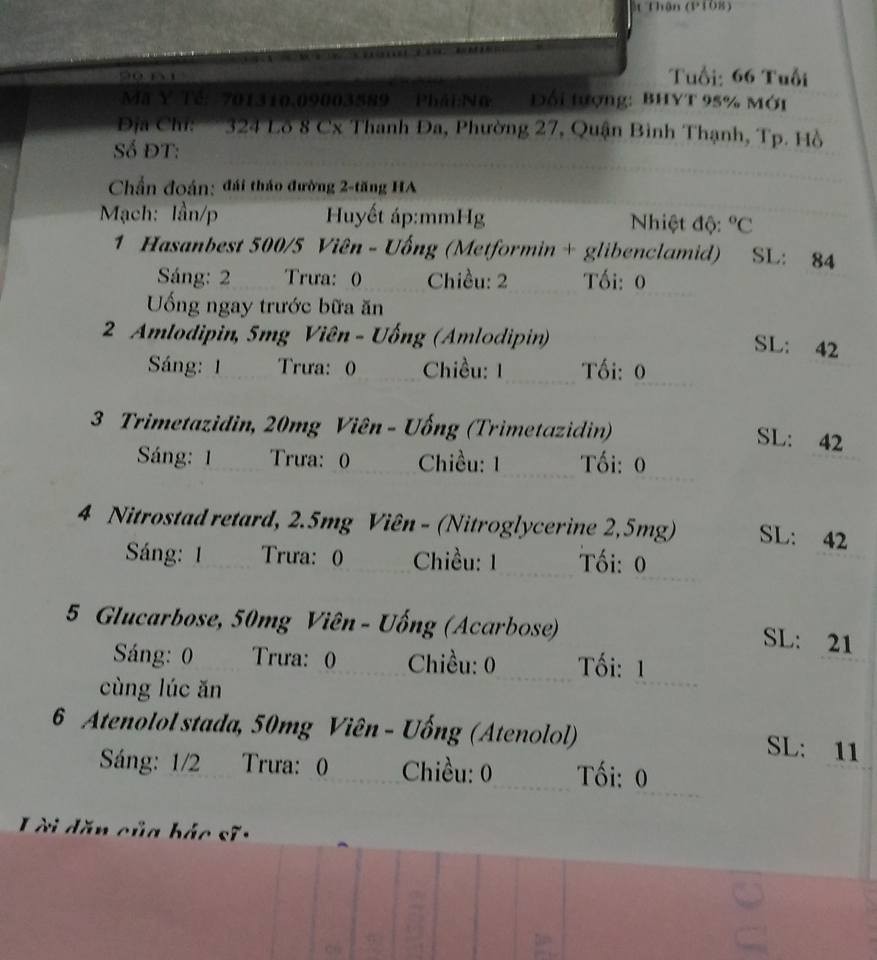 Thận (P108)
Tuổi: 66 Tuổi
Mã Y Tế: 701310.09003589 Phái:Nữ Đối tượng: BHYT 95% MỚI
Địa Chỉ: 324 Lô 8 Cx Thanh Đa, Phường 27, Quận Bình Thạnh, Tp. Hồ
Số ĐT:
Chẩn đoán: đái tháo đường 2-tăng HA
Mạch: lần/p Huyết áp:mmHg Nhiệt độ: ºC
1 Hasanbest 500/5 Viên - Uống (Metformin + glibenclamid) SL: 84
Sáng: 2 Trưa: 0 Chiều: 2 Tối: 0
Uống ngay trước bữa ăn
2 Amlodipin, 5mg Viên - Uống (Amlodipin) SL: 42
Sáng: 1 Trưa: 0 Chiều: 1 Tối: 0
3 Trimetazidin, 20mg Viên - Uống (Trimetazidin) SL: 42
Sáng: 1 Trưa: 0 Chiều: 1 Tối: 0
4 Nitrostad retard, 2.5mg Viên - (Nitroglycerine 2,5mg) SL: 42
Sáng: 1 Trưa: 0 Chiều: 1 Tối: 0
5 Glucarbose, 50mg Viên - Uống (Acarbose) SL: 21
Sáng: 0 Trưa: 0 Chiều: 0 Tối: 1
cùng lúc ăn
6 Atenolol stada, 50mg Viên - Uống (Atenolol) SL: 11
Sáng: 1/2 Trưa: 0 Chiều: 0 Tối: 0
Lời dặn của bác sĩ: